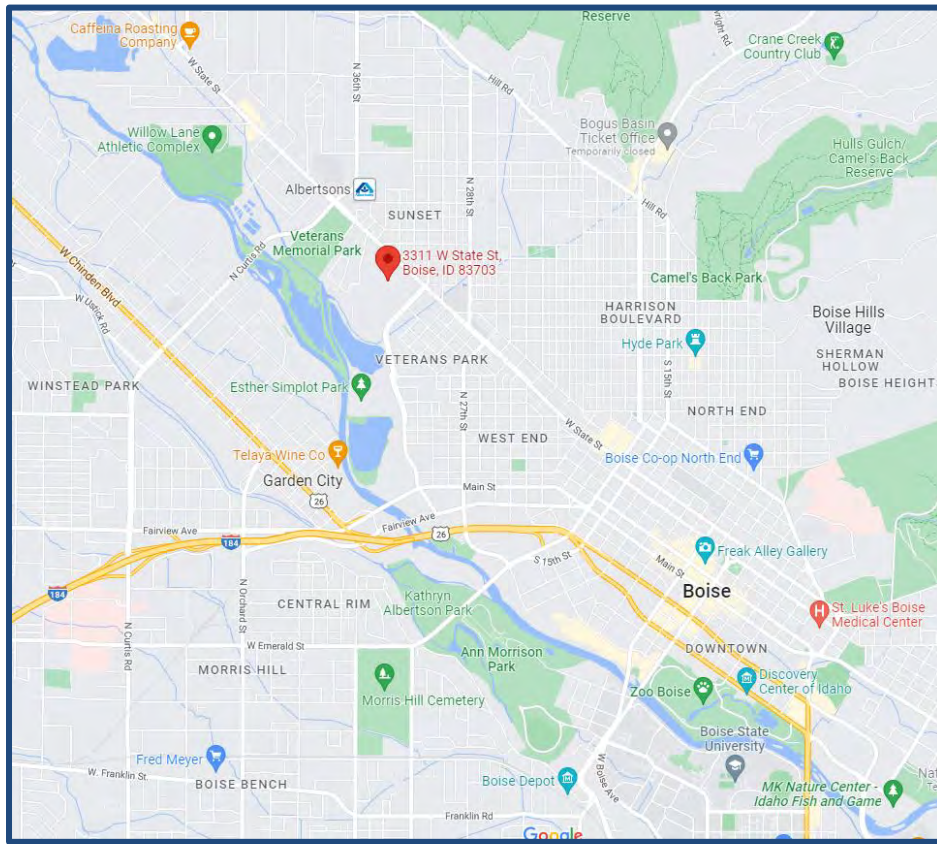 Caffeina Roasting
Company
W State St
N 36th St
Reserve
Crane Creek
Country Club
Hill Rd
Bogus Basin
Ticket Office
Temporarily closed
Hulls Gulch/
Camel's Back
Reserve
Willow Lane
Athletic Complex
Albertsons
N 28th St
SUNSET
Hill Rd
Veterans
Memorial Park
N Curtis Rd
3311 W State St,
Boise, ID 83703
W Chinden Blvd
W Ustick Rd
Camel's Back Park
HARRISON
BOULEVARD
Boise Hills
Village
Hyde Park
SHERMAN
HOLLOW
VETERANS PARK
S 15th St
BOISE HEIGHT
WINSTEAD PARK
Esther Simplot Park
N 27th St
NORTH END
W State St
WEST END
Telaya Wine Co
Boise Co-op North End
Garden City
Main St
26
Fairview Ave
Fairview Ave
26
184
S 15th St
Freak Alley Gallery
Main St
184
Boise
Kathryn
Albertson Park
CENTRAL RIM
N Orchard St
St. Luke's Boise
Medical Center
N Curtis Rd
W Emerald St
Ann Morrison
Park
DOWNTOWN
MORRIS HILL
Discovery
Center of Idaho
Zoo Boise
Morris Hill Cemetery
Boise State
University
Fred Meyer
W. Franklin St
BOISE BENCH
Boise Depot
W Boise Ave
MK Nature Center -
Idaho Fish and Game
Franklin Rd
Google